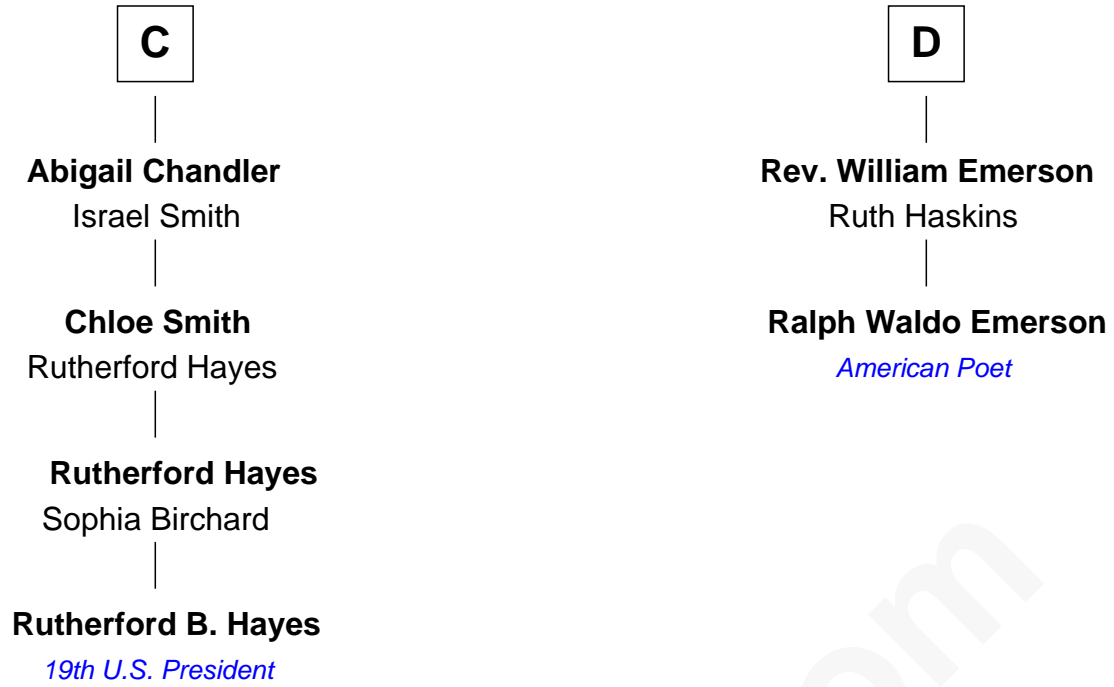 C
Abigail Chandler
Israel Smith
Chloe Smith
Rutherford Hayes
Rutherford Hayes
Sophia Birchard
Rutherford B. Hayes
19th U.S. President
D
Rev. William Emerson
Ruth Haskins
Ralph Waldo Emerson
American Poet